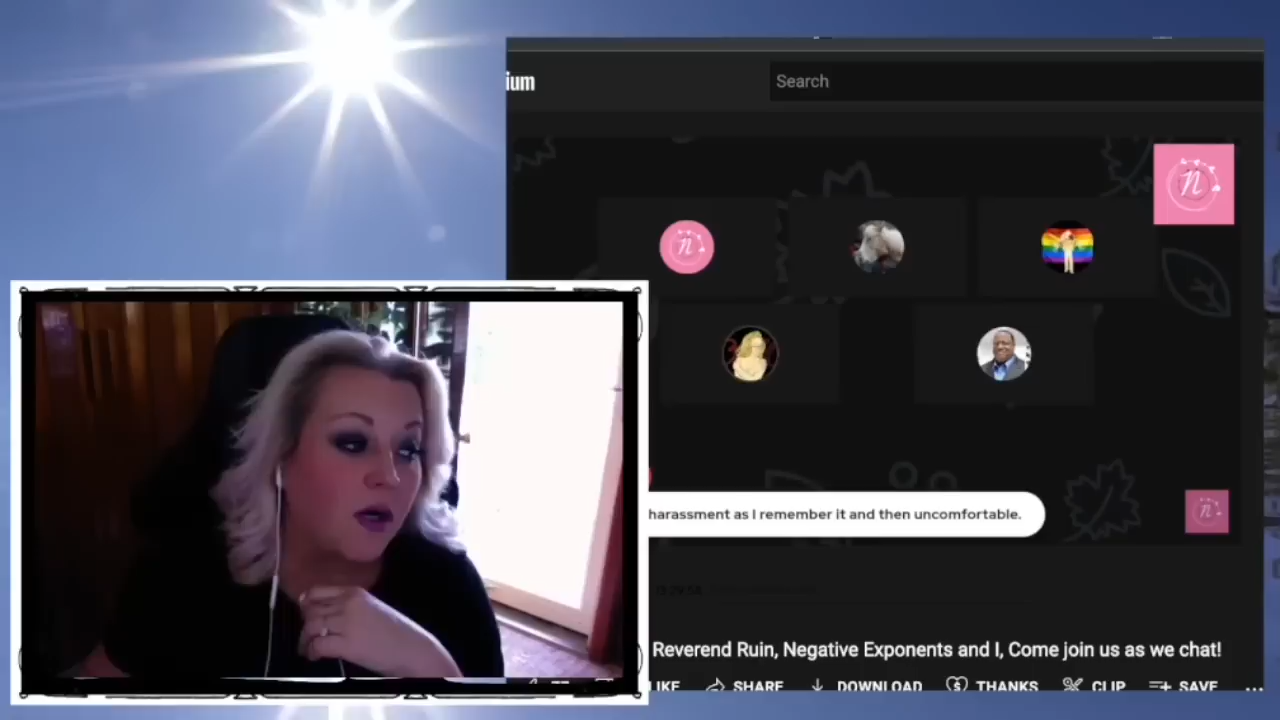 ium
Search
n
n
n
harassment as I remember it and then uncomfortable.
Reverend Ruin, Negative Exponents and I, Come join us as we chat!
LIKE
SHARE
DOWNLOAD
THANKS
CLIP
SAVE
...